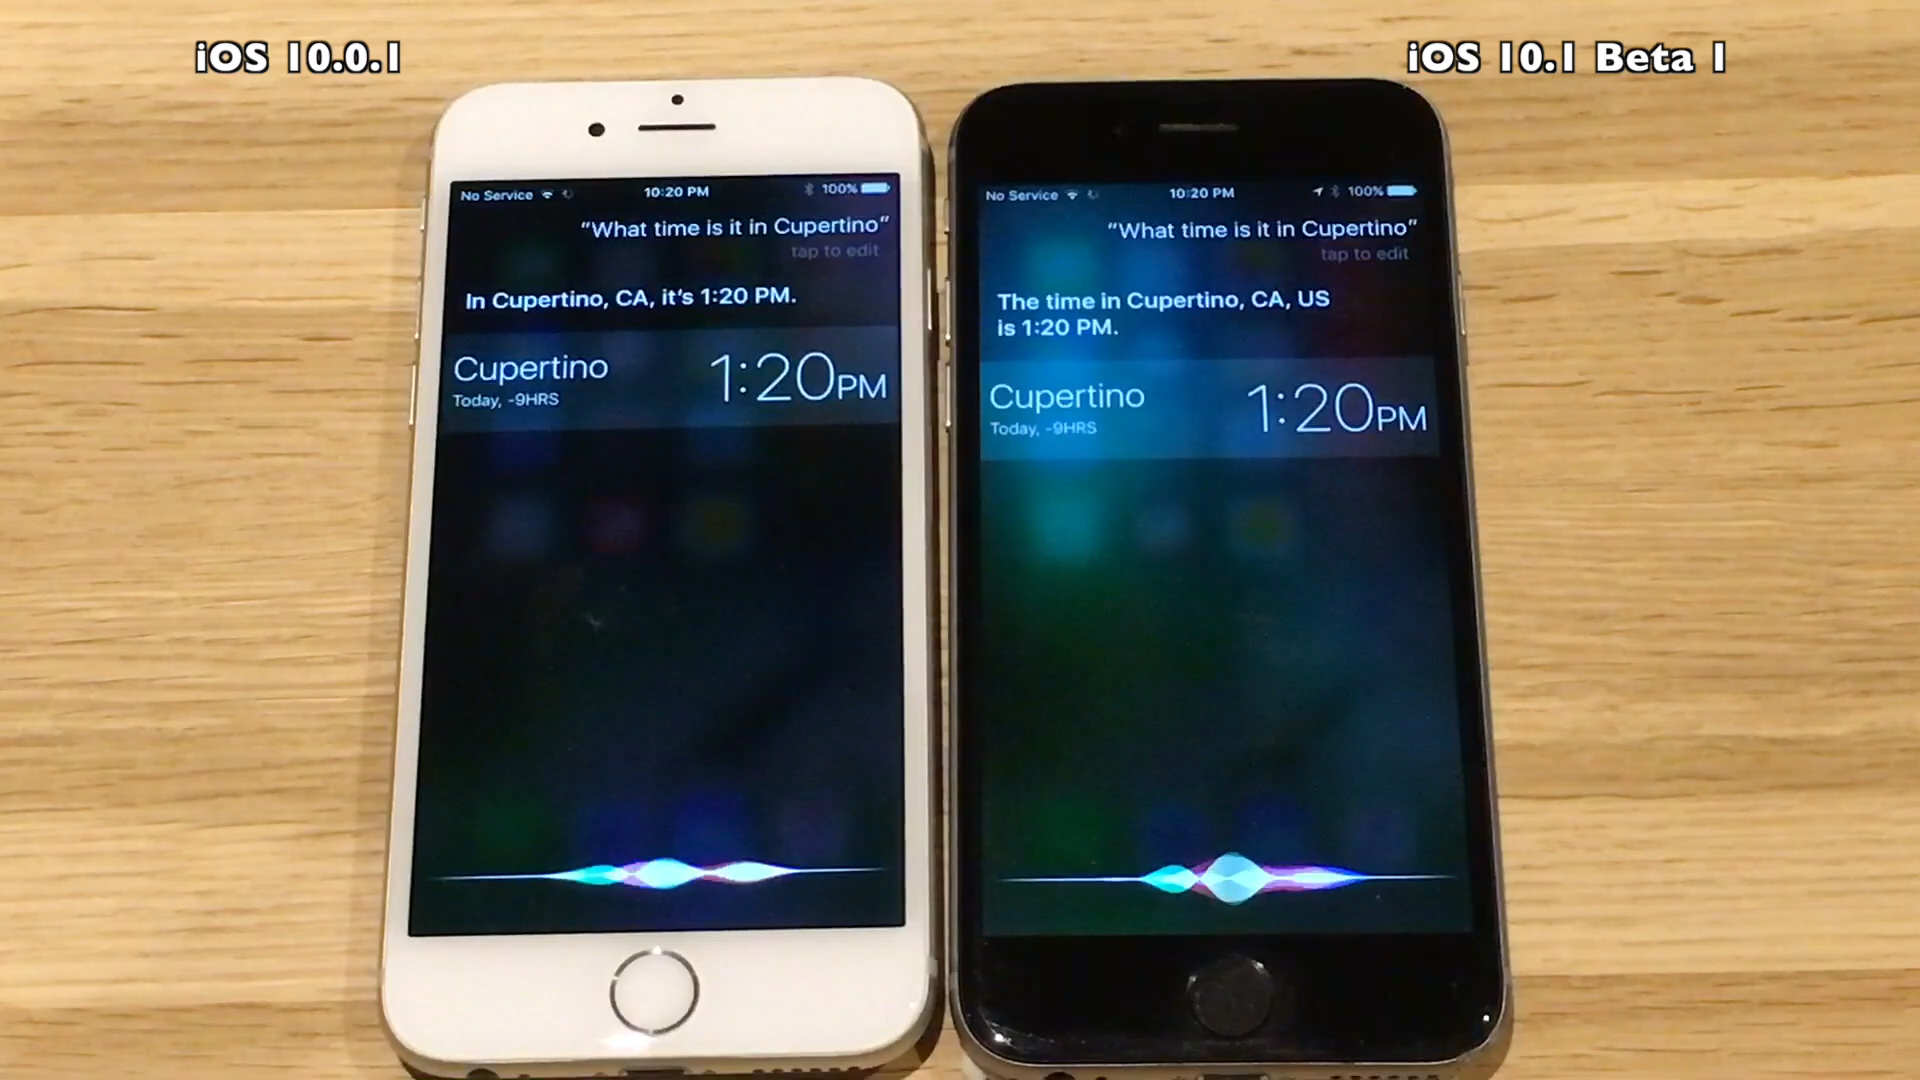 iOS 10.0.1
iOS 10.1 Beta 1
No Service 10:20 PM 100%
“What time is it in Cupertino”
tap to edit
In Cupertino, CA, it's 1:20 PM.
Cupertino 1:20PM
Today, -9HRS
No Service 10:20 PM 100%
“What time is it in Cupertino”
tap to edit
The time in Cupertino, CA, US
is 1:20 PM.
Cupertino 1:20PM
Today, -9HRS